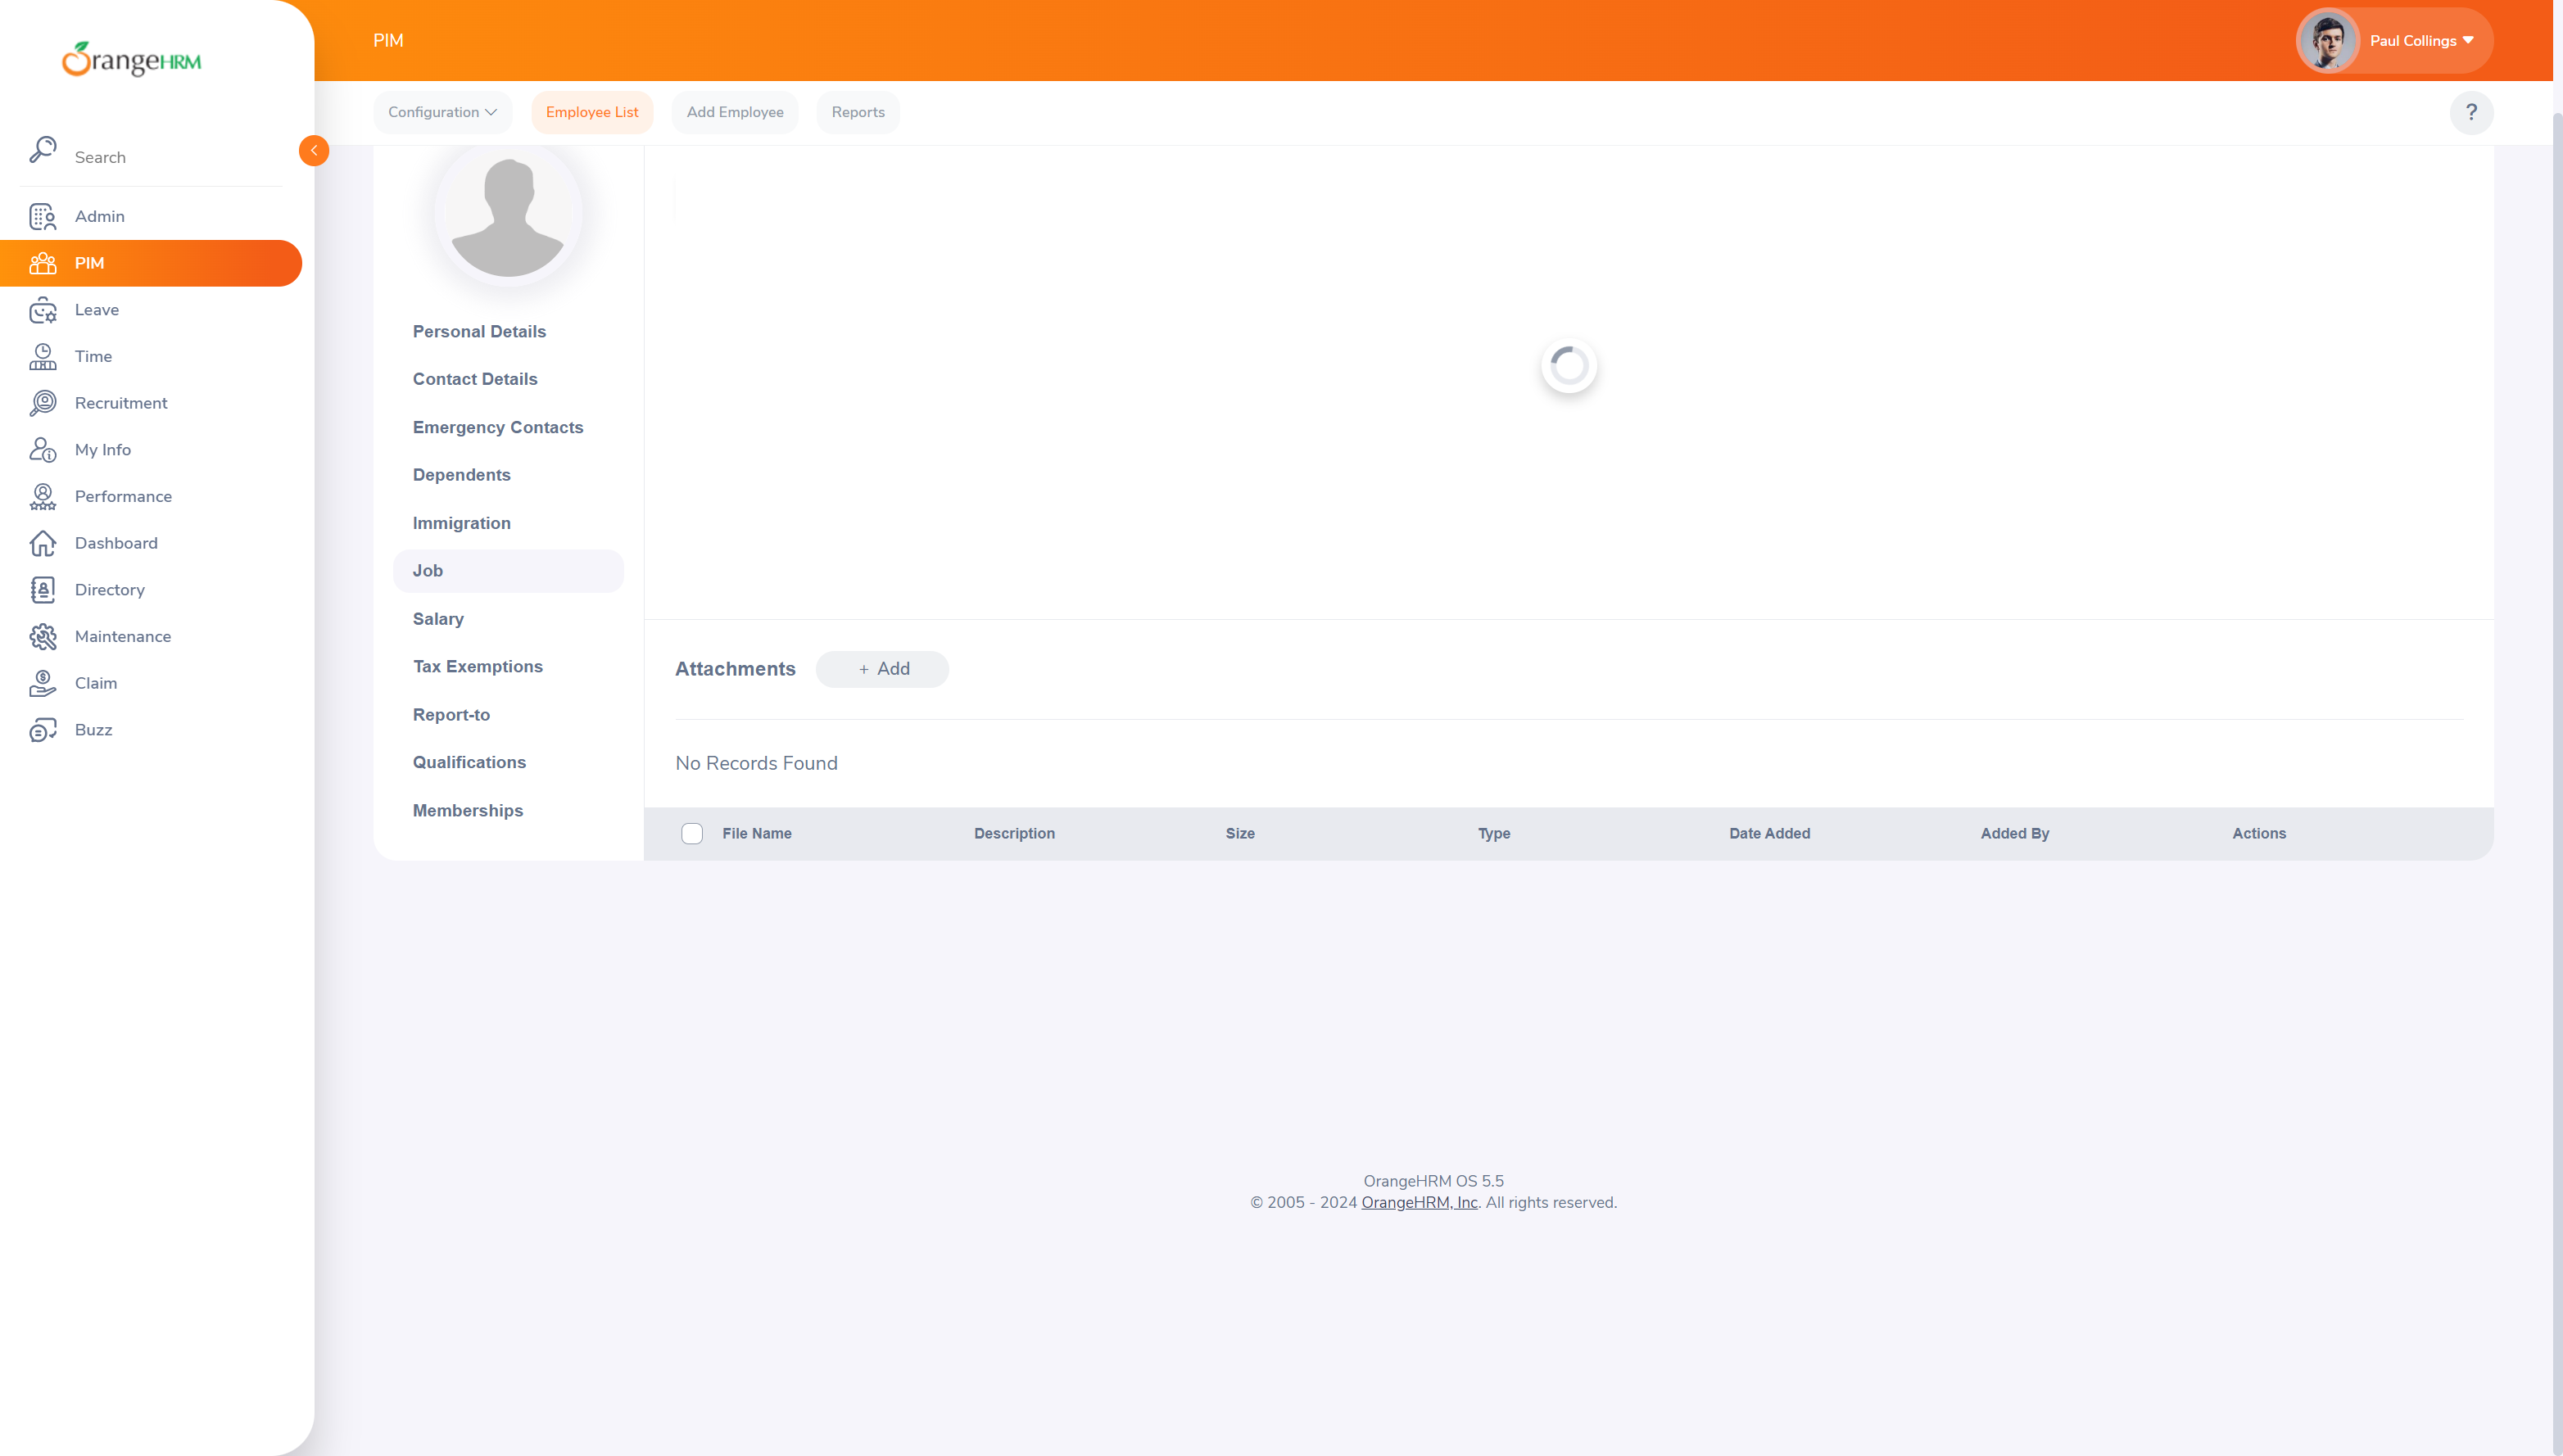 OrangeHRM
Search
Admin
PIM
Leave
Time
Recruitment
My Info
Performance
Dashboard
Directory
Maintenance
Claim
Buzz
PIM
Paul Collings
Configuration
Employee List
Add Employee
Reports
?
Personal Details
Contact Details
Emergency Contacts
Dependents
Immigration
Job
Salary
Tax Exemptions
Report-to
Qualifications
Memberships
Attachments
+ Add
No Records Found
File Name Description Size Type Date Added Added By Actions
OrangeHRM OS 5.5
© 2005 - 2024 OrangeHRM, Inc. All rights reserved.